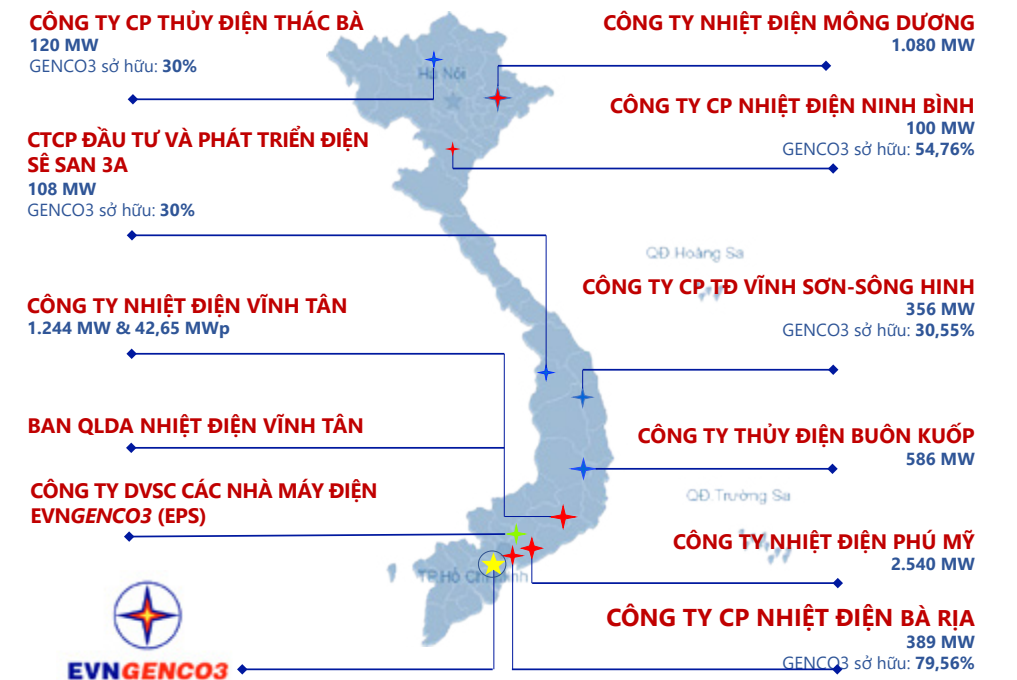 CÔNG TY CP THỦY ĐIỆN THÁC BÀ
120 MW
GENCO3 sở hữu: 30%
CTCP ĐẦU TƯ VÀ PHÁT TRIỂN ĐIỆN
SÊ SAN 3A
108 MW
GENCO3 sở hữu: 30%
CÔNG TY NHIỆT ĐIỆN VĨNH TÂN
1.244 MW & 42,65 MWp
BAN QLDA NHIỆT ĐIỆN VĨNH TÂN
CÔNG TY DVSC CÁC NHÀ MÁY ĐIỆN
EVNGENCO3 (EPS)
EVNGENCO3
Hà Nội
QĐ Hoàng Sa
QĐ Trường Sa
TP Hồ Chí Minh
CÔNG TY NHIỆT ĐIỆN MÔNG DƯƠNG
1.080 MW
CÔNG TY CP NHIỆT ĐIỆN NINH BÌNH
100 MW
GENCO3 sở hữu: 54,76%
CÔNG TY CP TĐ VĨNH SƠN-SÔNG HINH
356 MW
GENCO3 sở hữu: 30,55%
CÔNG TY THỦY ĐIỆN BUÔN KUỐP
586 MW
CÔNG TY NHIỆT ĐIỆN PHÚ MỸ
2.540 MW
CÔNG TY CP NHIỆT ĐIỆN BÀ RỊA
389 MW
GENCO3 sở hữu: 79,56%